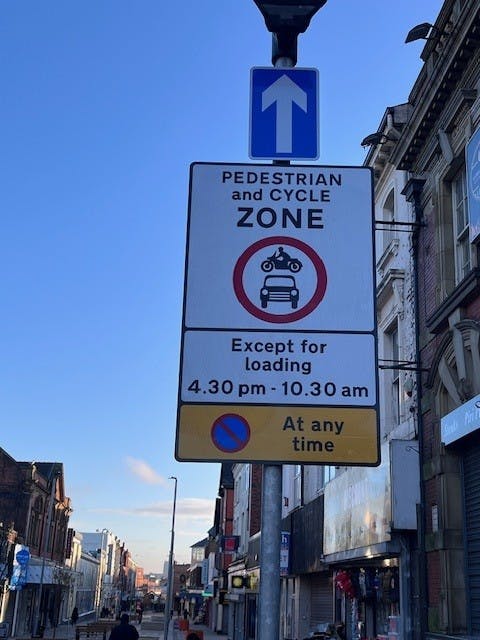 PEDESTRIAN
and CYCLE
ZONE
Except for
loading
4.30 pm - 10.30 am
At any
time